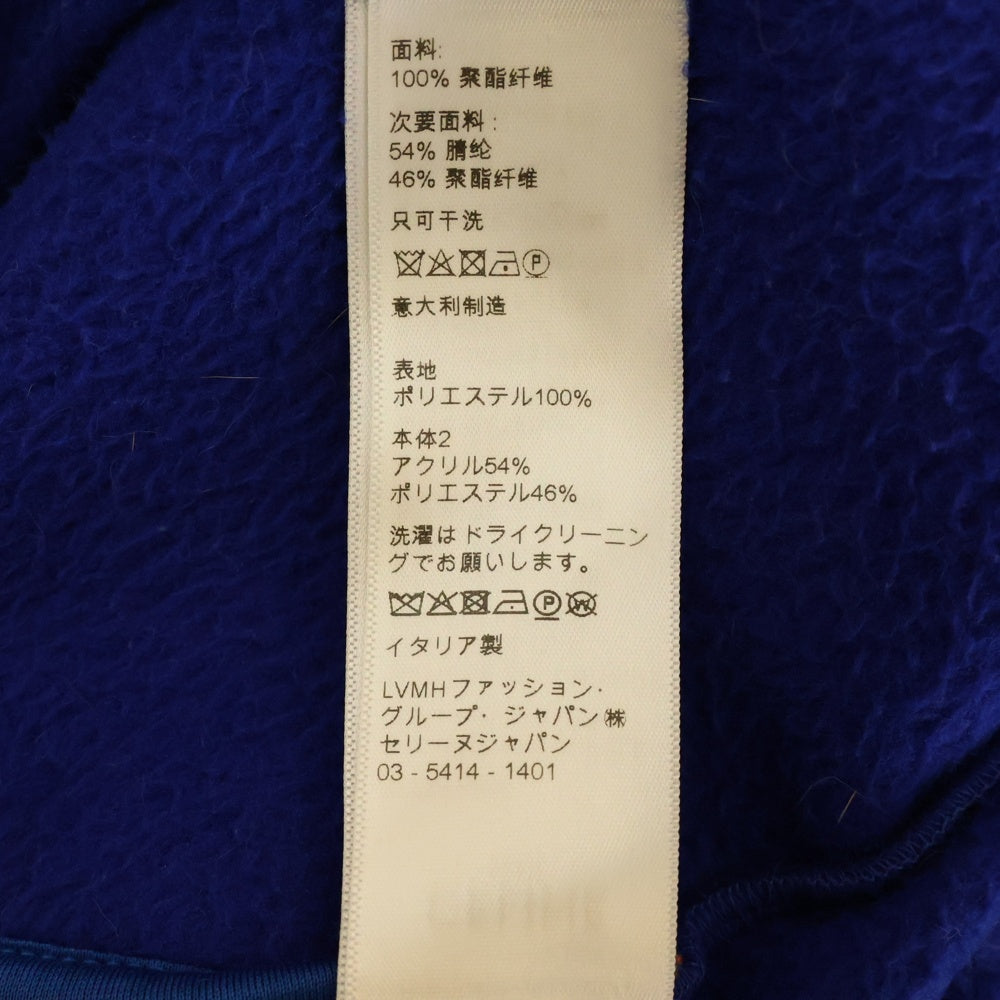 面料:
100% 聚酯纤维
次要面料:
54% 腈纶
46% 聚酯纤维
只可干洗
P
意大利制造
表地
ポリエステル100%
本体2
アクリル54%
ポリエステル46%
洗濯はドライクリーニン
グでお願いします。
P W
イタリア製
LVMHファッション・
グループ・ジャパン㈱
セリーヌジャパン
03 - 5414 - 1401